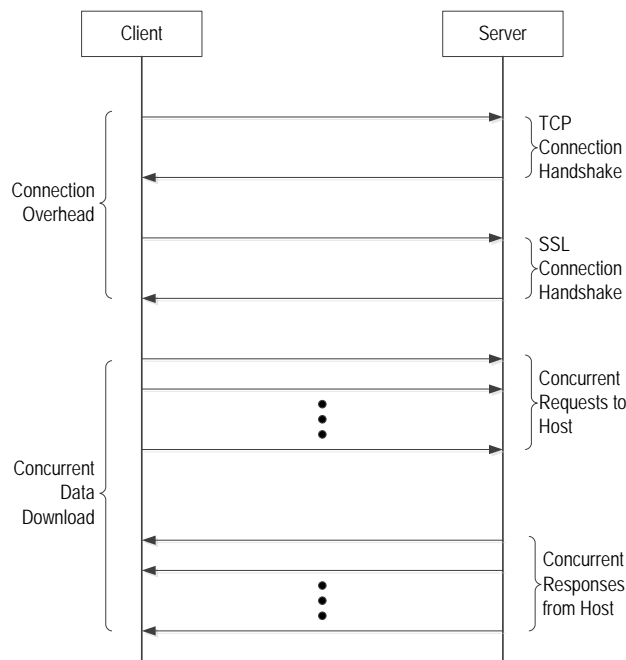 Client
Server
TCP
Connection
Handshake
Connection
Overhead
SSL
Connection
Handshake
Concurrent
Requests to
Host
Concurrent
Data
Download
Concurrent
Responses
from Host